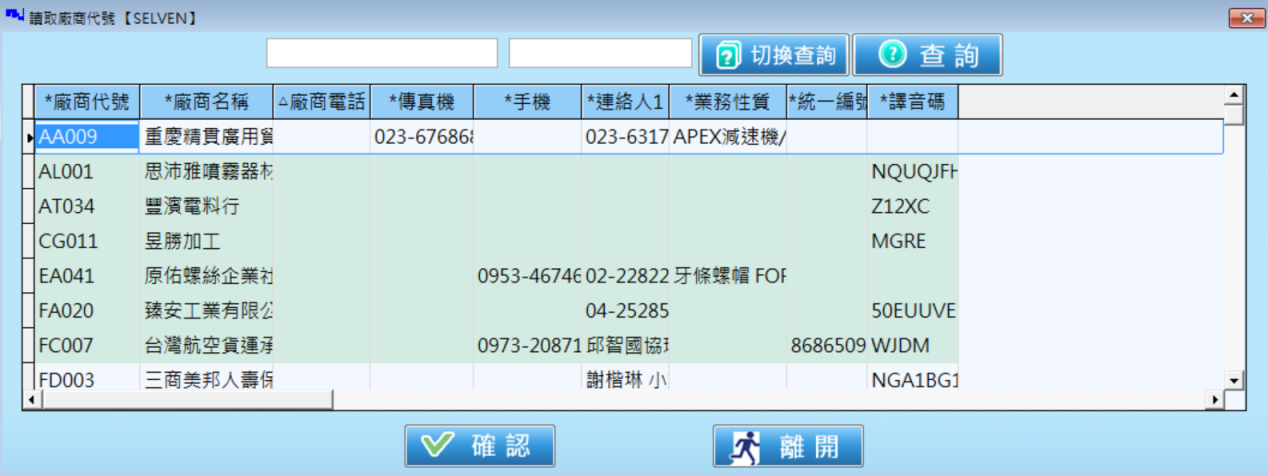 讀取廠商代號【SELVEN】
切換查詢 查詢
*廠商代號 *廠商名稱 △廠商電話 *傳真機 *手機 *連絡人1 *業務性質 *統一編號 *譯音碼
AA009 重慶精貫廣用貿 023-67686 023-6317 APEX減速機/
AL001 思沛雅噴霧器材 NQUQJFH
AT034 豐濱電料行 Z12XC
CG011 昱勝加工 MGRE
EA041 原佑螺絲企業社 0953-46746 02-22822 牙條螺帽 FOR
FA020 臻安工業有限公 04-25285 50EUUVE
FC007 台灣航空貨運承 0973-20871 邱智國協理 8686509 WJDM
FD003 三商美邦人壽保 謝楷琳 小 NGA1BG1
確認 離開